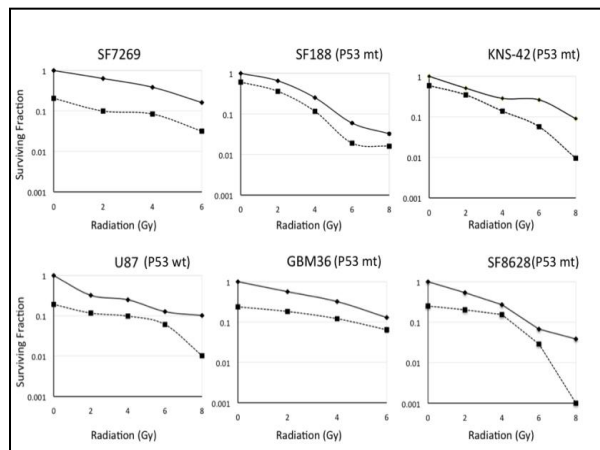 SF7269
SF188 (P53 mt)
KNS-42 (P53 mt)
Surviving Fraction
1
0.1
0.01
0.001
0 2 4 6
Radiation (Gy)
1
0.1
0.01
0.001
0 2 4 6 8
Radiation (Gy)
1
0.1
0.01
0.001
0 2 4 6 8
Radiation (Gy)
U87 (P53 wt)
GBM36 (P53 mt)
SF8628(P53 mt)
Surviving Fraction
1
0.1
0.01
0.001
0 2 4 6 8
Radiation (Gy)
1
0.1
0.01
0.001
0 2 4 6
Radiation (Gy)
1
0.1
0.01
0.001
0 2 4 6 8
Radiation (Gy)